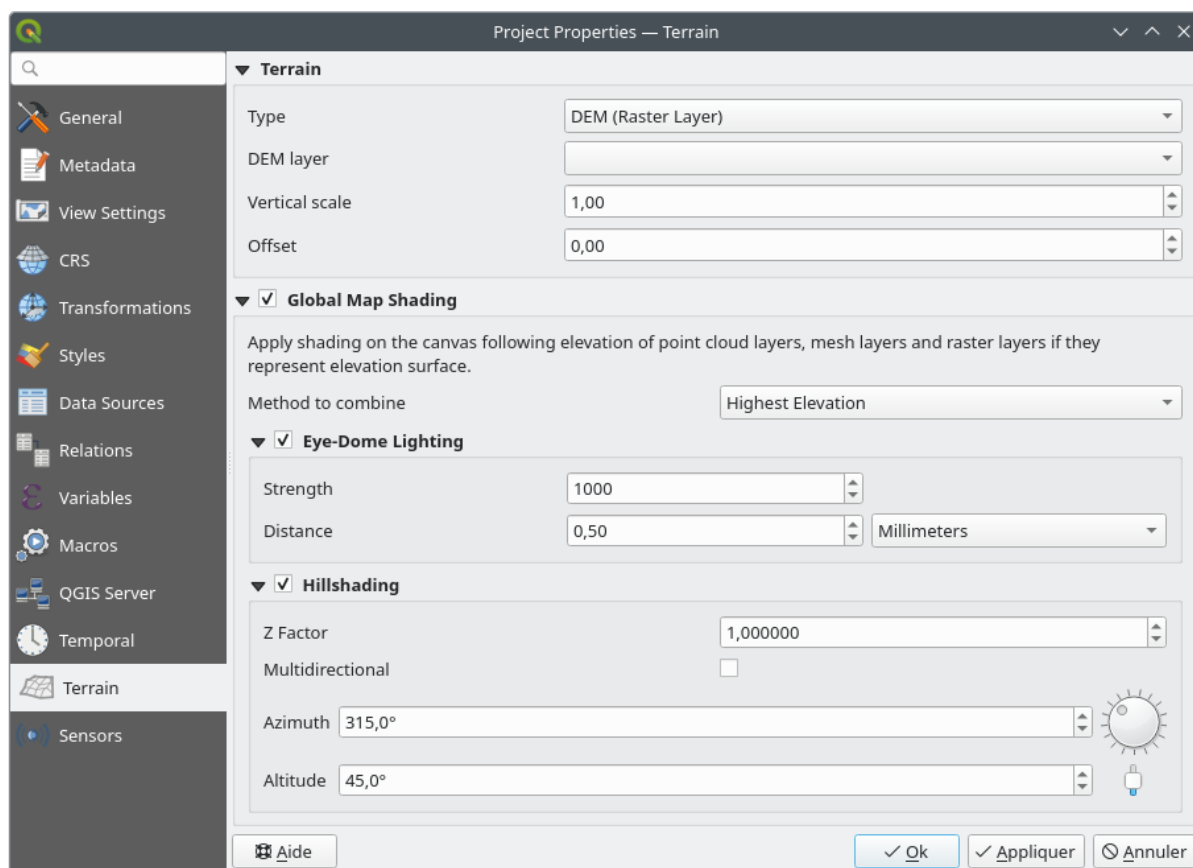 Project Properties — Terrain
General
Metadata
View Settings
CRS
Transformations
Styles
Data Sources
Relations
Variables
Macros
QGIS Server
Temporal
Terrain
Sensors
Terrain
Type DEM (Raster Layer)
DEM layer
Vertical scale 1,00
Offset 0,00
Global Map Shading
Apply shading on the canvas following elevation of point cloud layers, mesh layers and raster layers if they
represent elevation surface.
Method to combine Highest Elevation
Eye-Dome Lighting
Strength 1000
Distance 0,50 Millimeters
Hillshading
Z Factor 1,000000
Multidirectional
Azimuth 315,0°
Altitude 45,0°
Aide Ok Appliquer Annuler